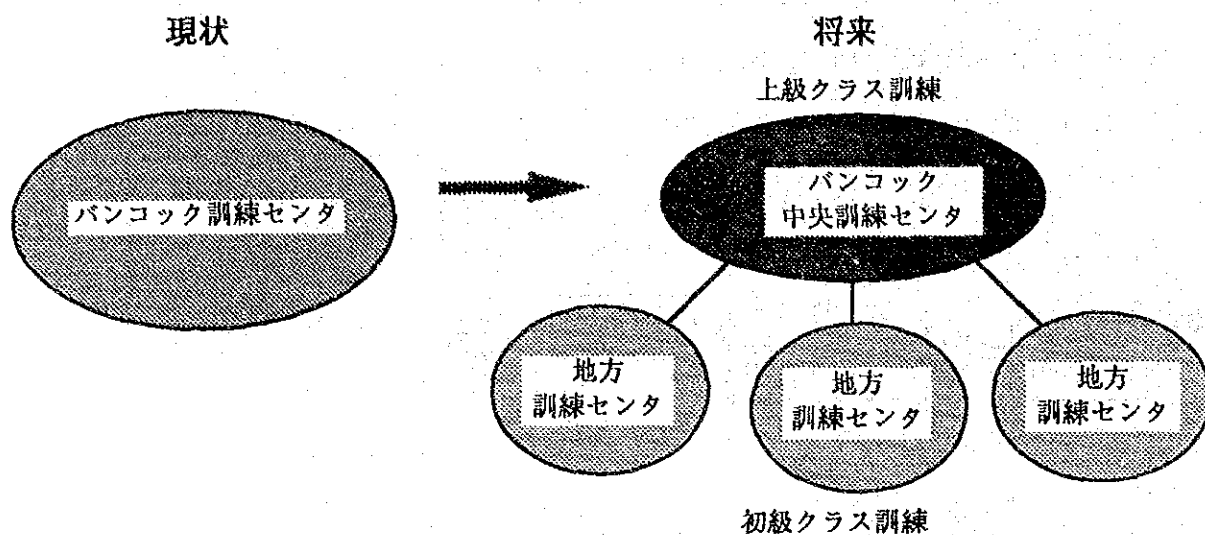 現状
将来
上級クラス訓練
バンコック訓練センタ
バンコック
中央訓練センタ
地方
訓練センタ
地方
訓練センタ
地方
訓練センタ
初級クラス訓練